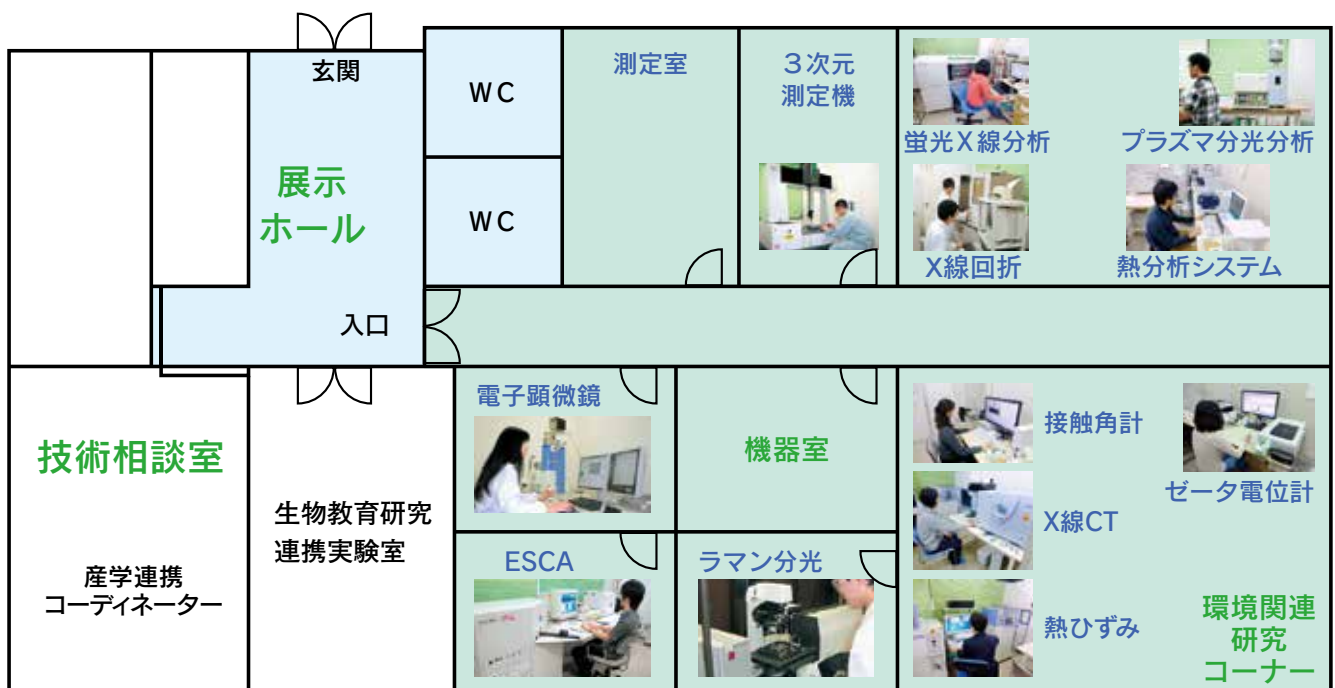 玄関
展示
ホール
入口
WC
WC
測定室
3次元
測定機
蛍光X線分析
プラズマ分光分析
X線回折
熱分析システム
技術相談室
産学連携
コーディネーター
生物教育研究
連携実験室
電子顕微鏡
ESCA
機器室
ラマン分光
接触角計
ゼータ電位計
X線CT
熱ひずみ
環境関連
研究
コーナー